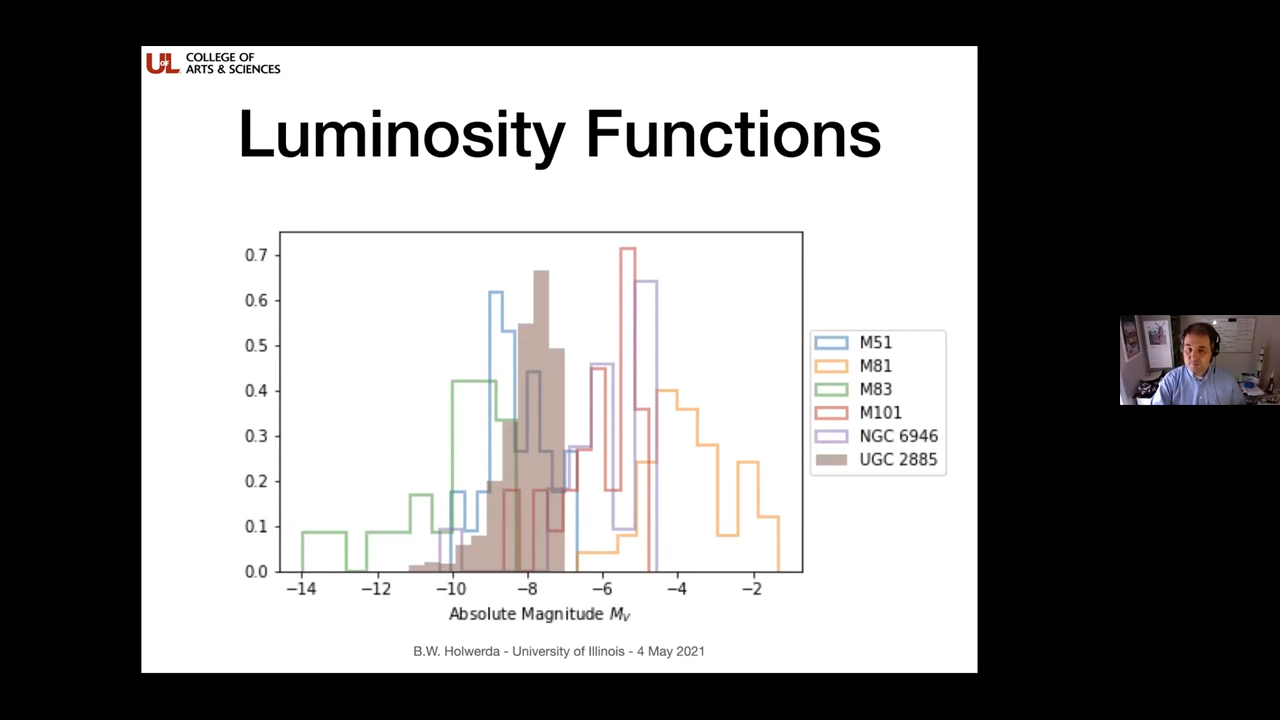 UofL COLLEGE OF
ARTS & SCIENCES
Luminosity Functions
0.7
0.6
0.5
0.4
0.3
0.2
0.1
0.0
−14 −12 −10 −8 −6 −4 −2
Absolute Magnitude MV
M51
M81
M83
M101
NGC 6946
UGC 2885
B.W. Holwerda - University of Illinois - 4 May 2021